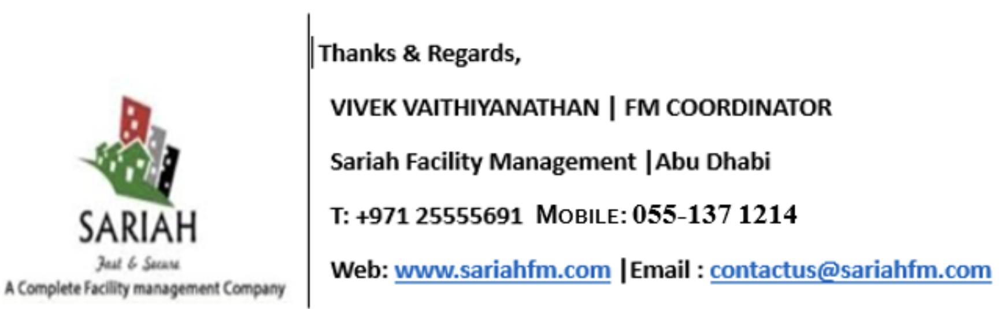 Thanks & Regards,
VIVEK VAITHIYANATHAN | FM COORDINATOR
Sariah Facility Management |Abu Dhabi
T: +971 25555691 MOBILE: 055-137 1214
Web: www.sariahfm.com |Email : contactus@sariahfm.com
SARIAH
Fast & Secure
A Complete Facility management Company